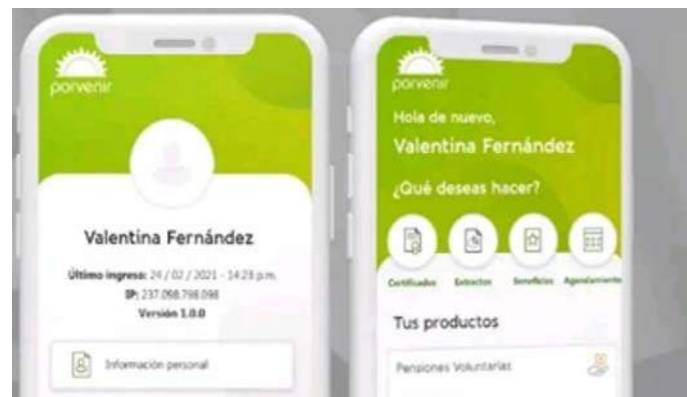 porvenir
Valentina Fernández
Último ingreso: 24 / 02 / 2021 - 14:23 p.m.
IP: 237.098.798.098
Versión 1.0.0
Información personal
porvenir
Hola de nuevo,
Valentina Fernández
¿Qué deseas hacer?
Certificados Extractos Beneficios Agendamiento
Tus productos
Pensiones Voluntarias